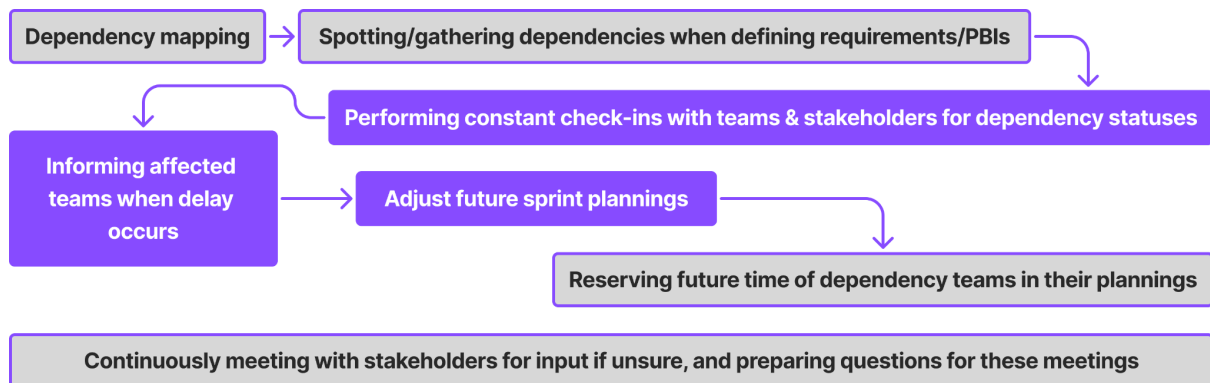 Dependency mapping
Spotting/gathering dependencies when defining requirements/PBIs
Performing constant check-ins with teams & stakeholders for dependency statuses
Informing affected
teams when delay
occurs
Adjust future sprint plannings
Reserving future time of dependency teams in their plannings
Continuously meeting with stakeholders for input if unsure, and preparing questions for these meetings